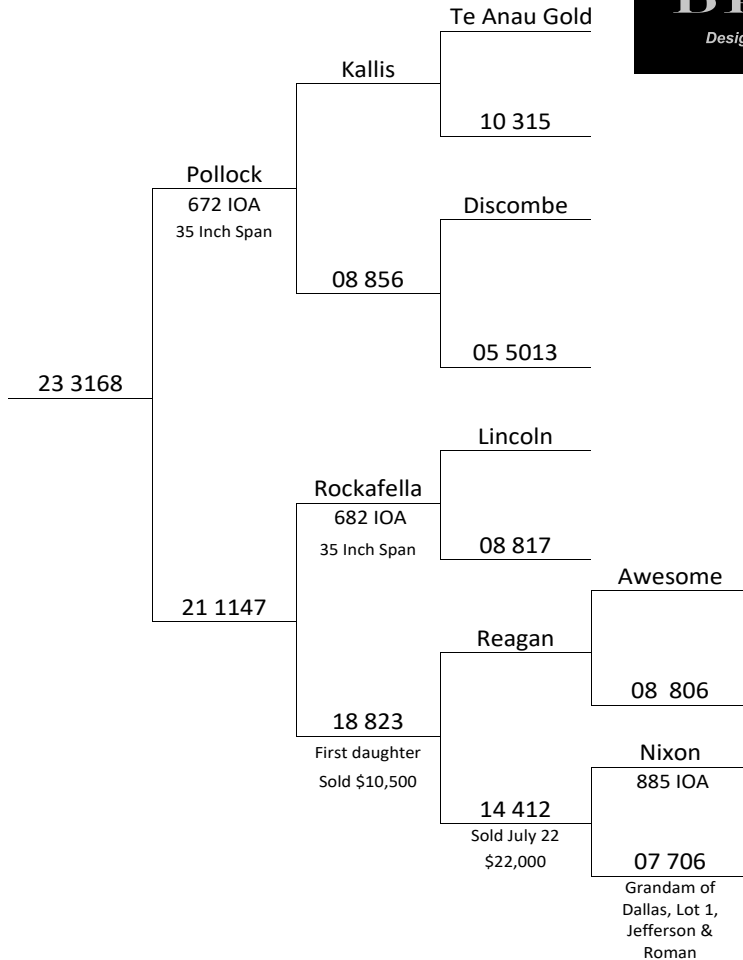 Te Anau Gold
Kallis
10 315
Pollock
672 IOA
35 Inch Span
Discombe
08 856
05 5013
23 3168
Lincoln
Rockafella
682 IOA
35 Inch Span
08 817
Awesome
21 1147
Reagan
08 806
18 823
First daughter
Sold $10,500
Nixon
885 IOA
14 412
Sold July 22
$22,000
07 706
Grandam of
Dallas, Lot 1,
Jefferson &
Roman